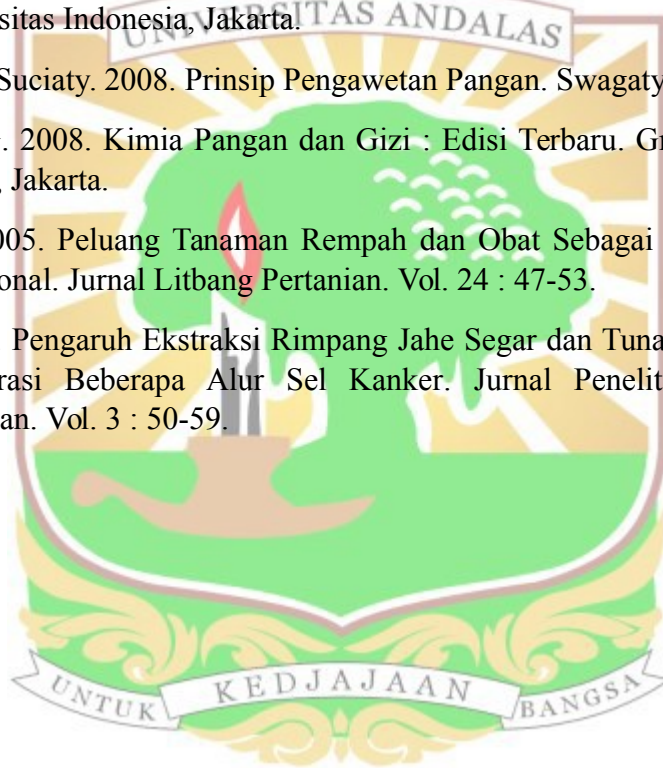 sitas Indonesia, Jakarta.
UNIVERSITAS ANDALAS
Suciaty. 2008. Prinsip Pengawetan Pangan. Swagaty
. 2008. Kimia Pangan dan Gizi : Edisi Terbaru. Gr
, Jakarta.
005. Peluang Tanaman Rempah dan Obat Sebagai
onal. Jurnal Litbang Pertanian. Vol. 24 : 47-53.
Pengaruh Ekstraksi Rimpang Jahe Segar dan Tuna
rasi Beberapa Alur Sel Kanker. Jurnal Penelit
an. Vol. 3 : 50-59.
UNTUK KEDJAJAAN BANGSA